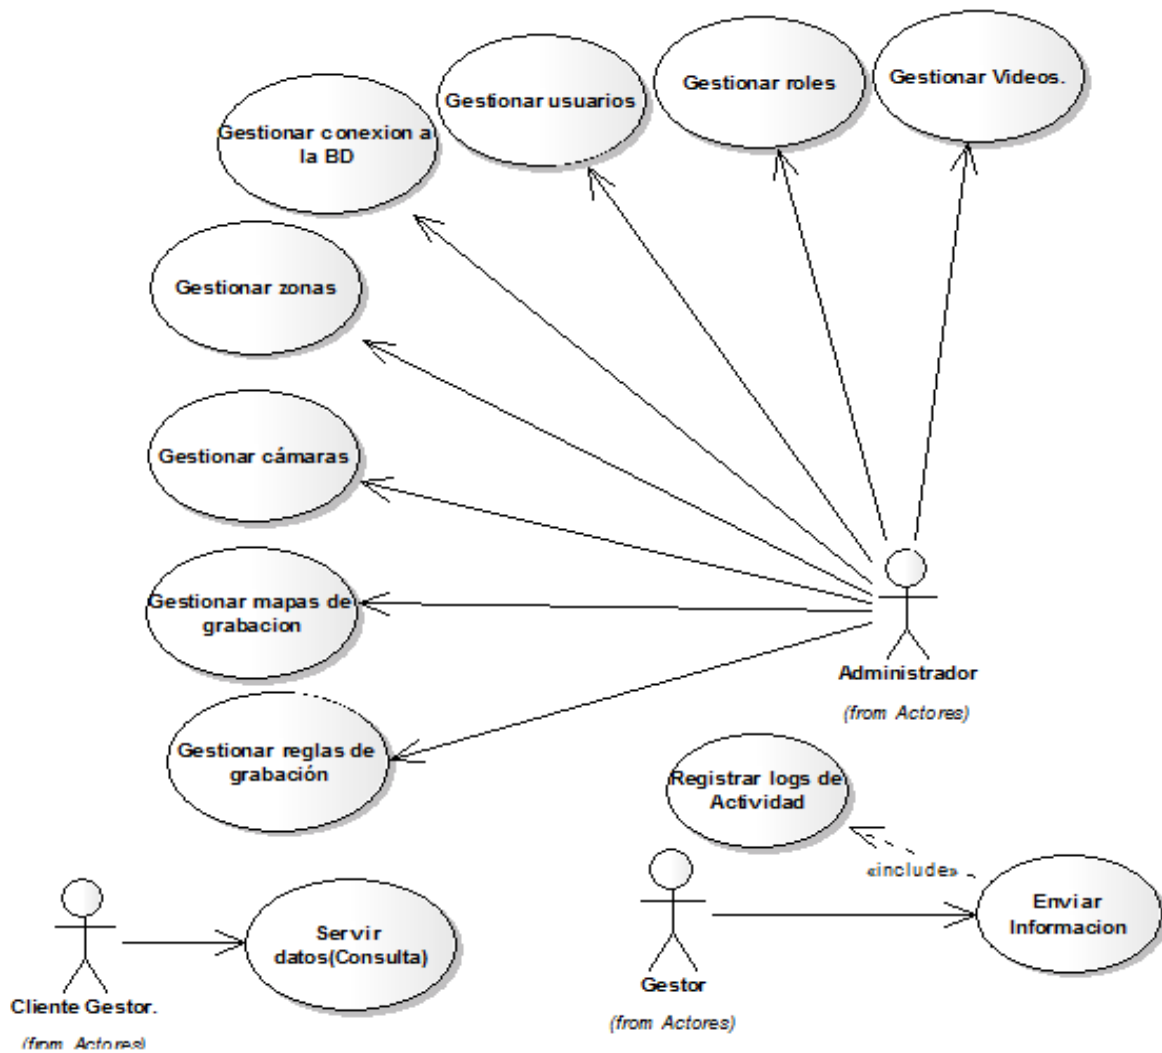 Gestionar Videos.
Gestionar roles
Gestionar usuarios
Gestionar conexion a
la BD
Gestionar zonas
Gestionar cámaras
Gestionar mapas de
grabacion
Gestionar reglas de
grabación
Administrador
(from Actores)
Registrar logs de
Actividad
«include»
Enviar
Informacion
Gestor
(from Actores)
Servir
datos(Consulta)
Cliente Gestor.
(from Actores)